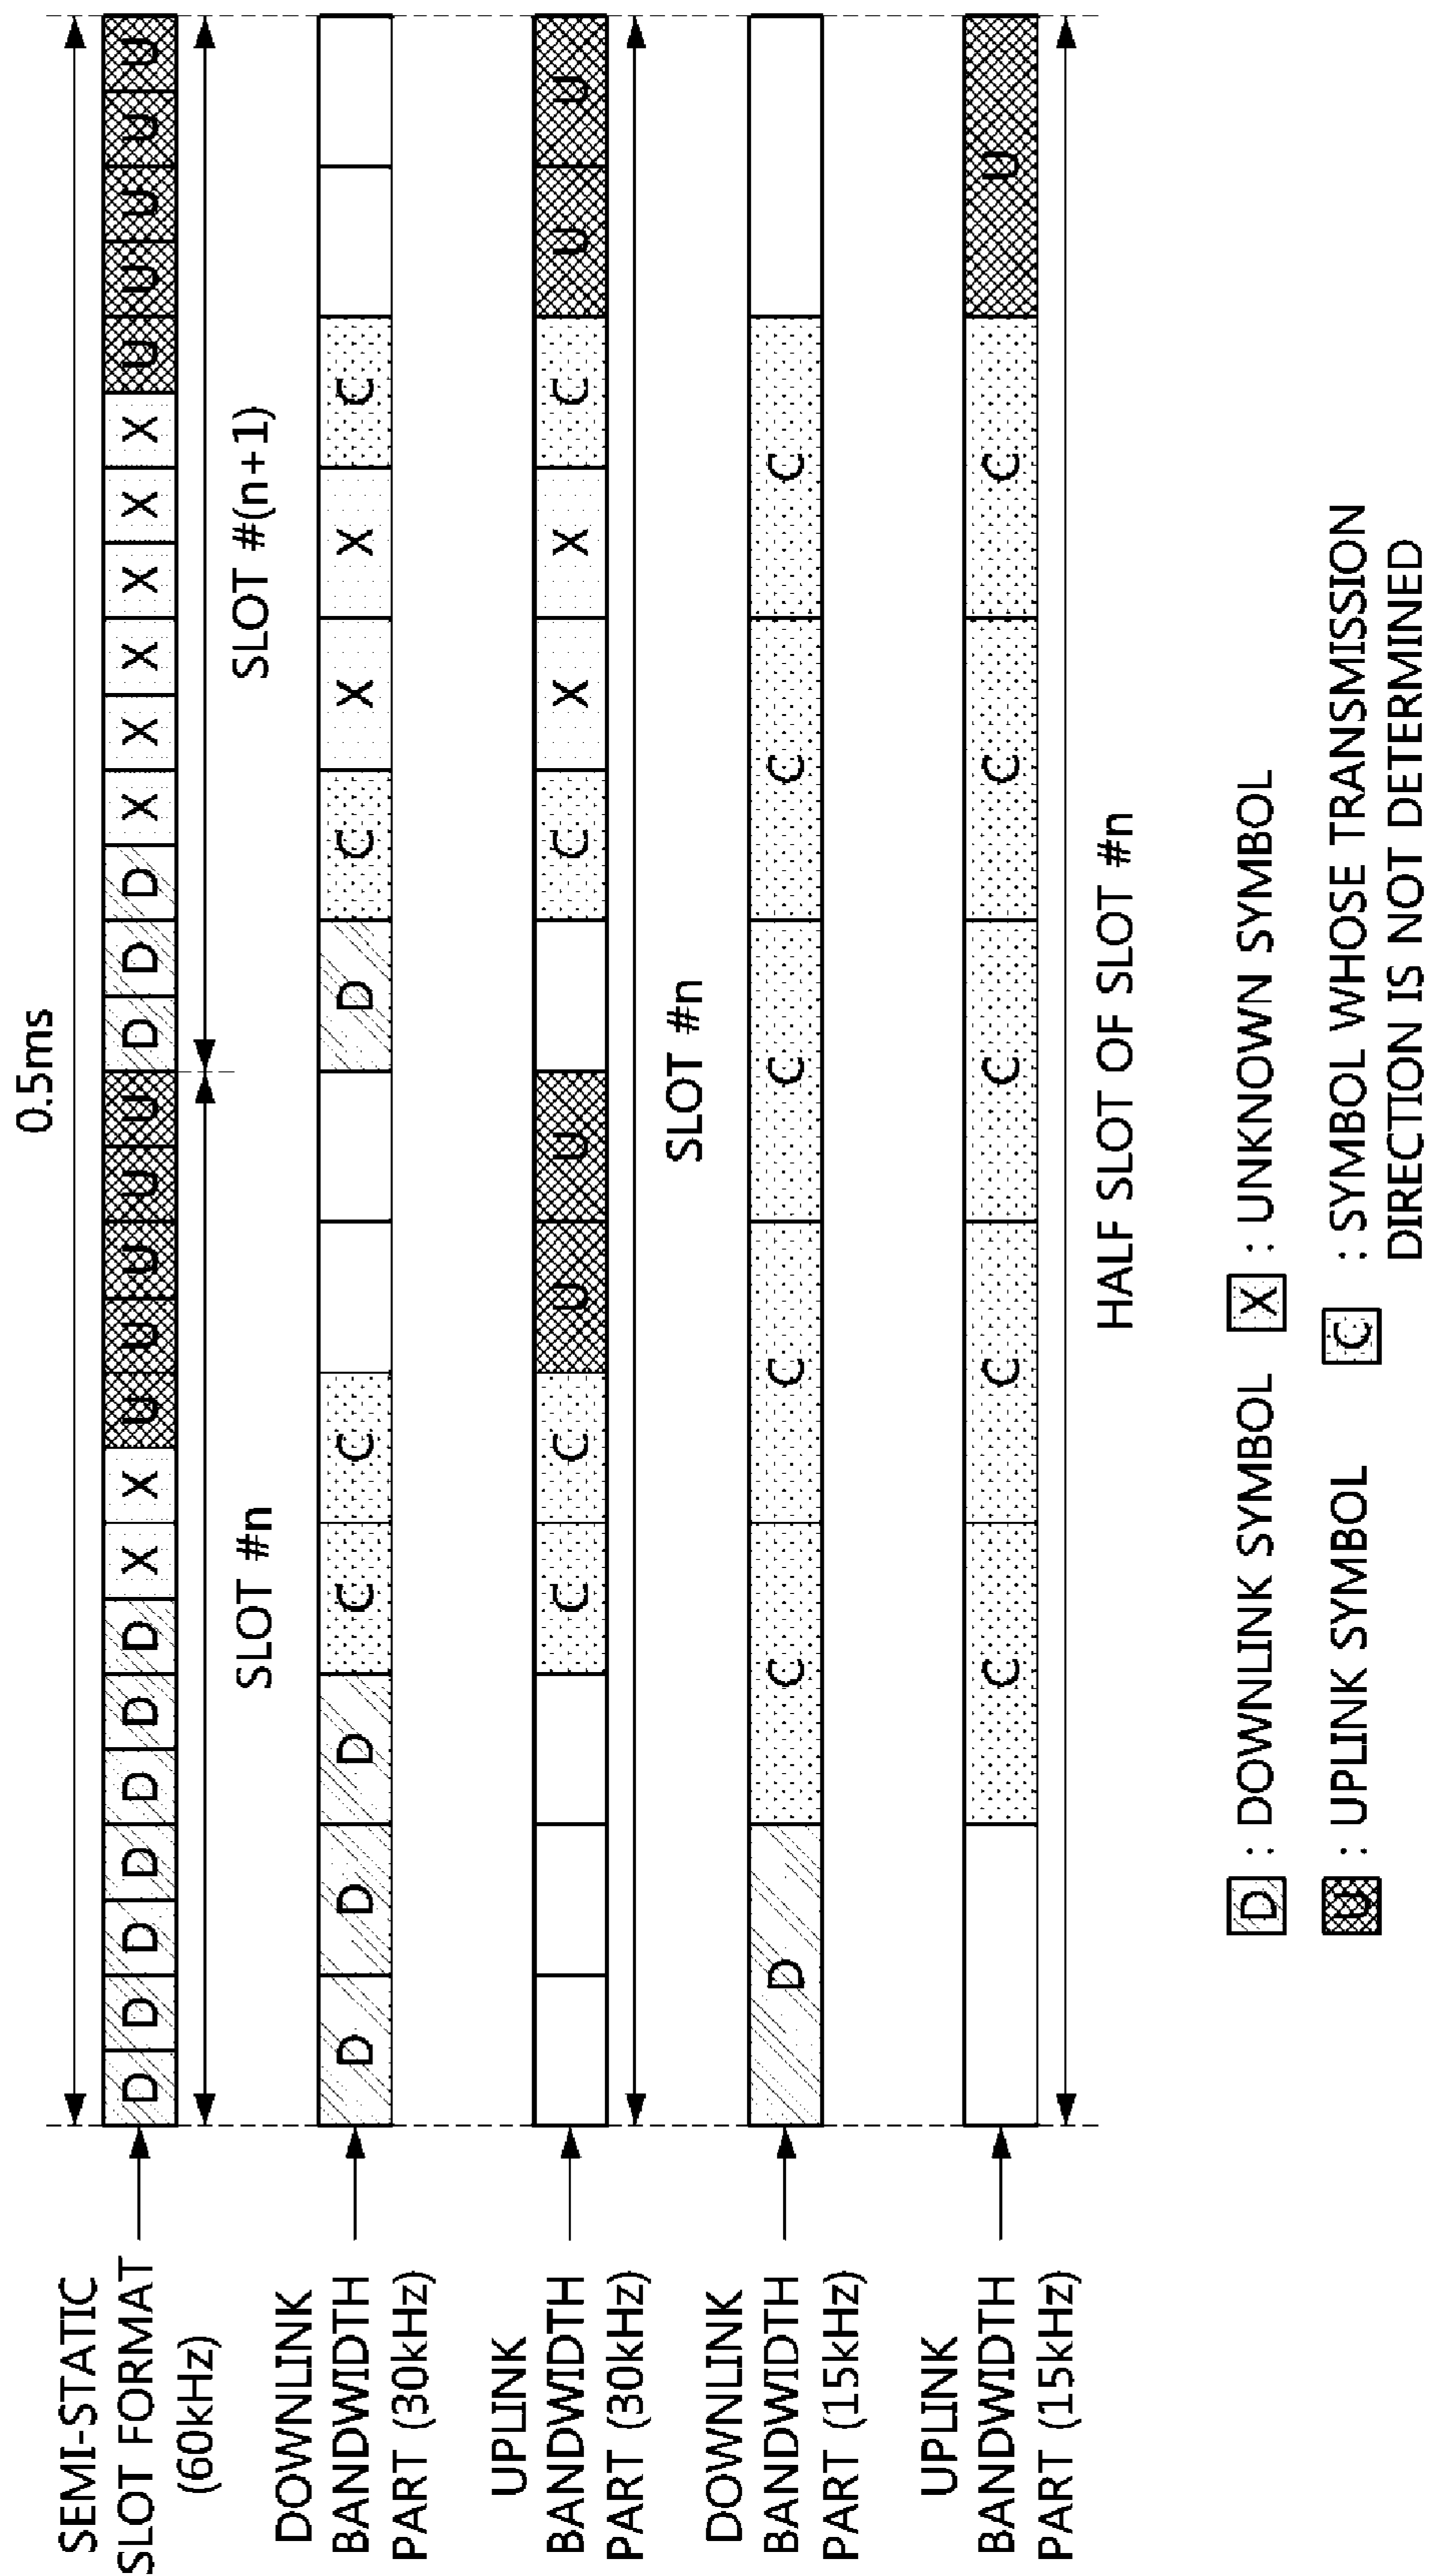 0.5ms
SEMI-STATIC
SLOT FORMAT
(60kHz)
D D D D D D D X X U U U U U D D D X X X X X X U U U U U
SLOT #n SLOT #(n+1)
DOWNLINK
BANDWIDTH
PART (30kHz)
D D D C C D C X X C
UPLINK
BANDWIDTH
PART (30kHz)
C C U U C X X C U U
SLOT #n
DOWNLINK
BANDWIDTH
PART (15kHz)
D C C C C C
UPLINK
BANDWIDTH
PART (15kHz)
C C C C C U
HALF SLOT OF SLOT #n
D : DOWNLINK SYMBOL X : UNKNOWN SYMBOL
U : UPLINK SYMBOL C : SYMBOL WHOSE TRANSMISSION
DIRECTION IS NOT DETERMINED